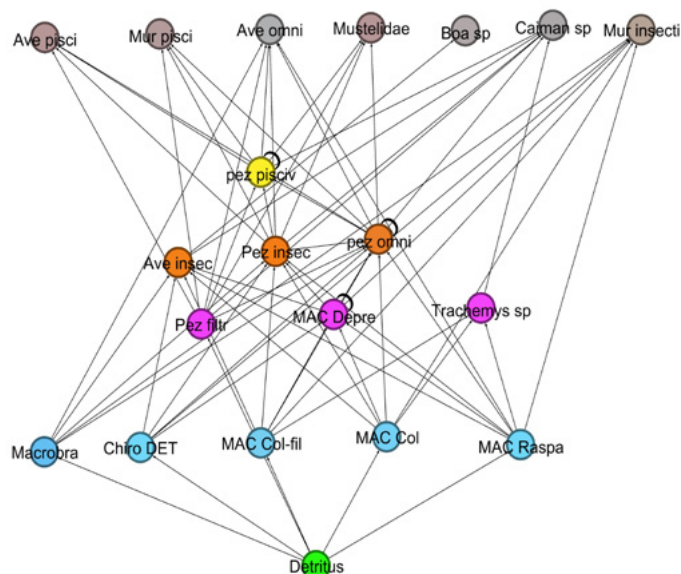 Ave pisci
Mur pisci
Ave omni
Mustelidae
Boa sp
Caiman sp
Mur insecti
pez pisciv
Ave insec
Pez insec
pez omni
Pez filtr
MAC Depre
Trachemys sp
Macrobra
Chiro DET
MAC Col-fil
MAC Col
MAC Raspa
Detritus